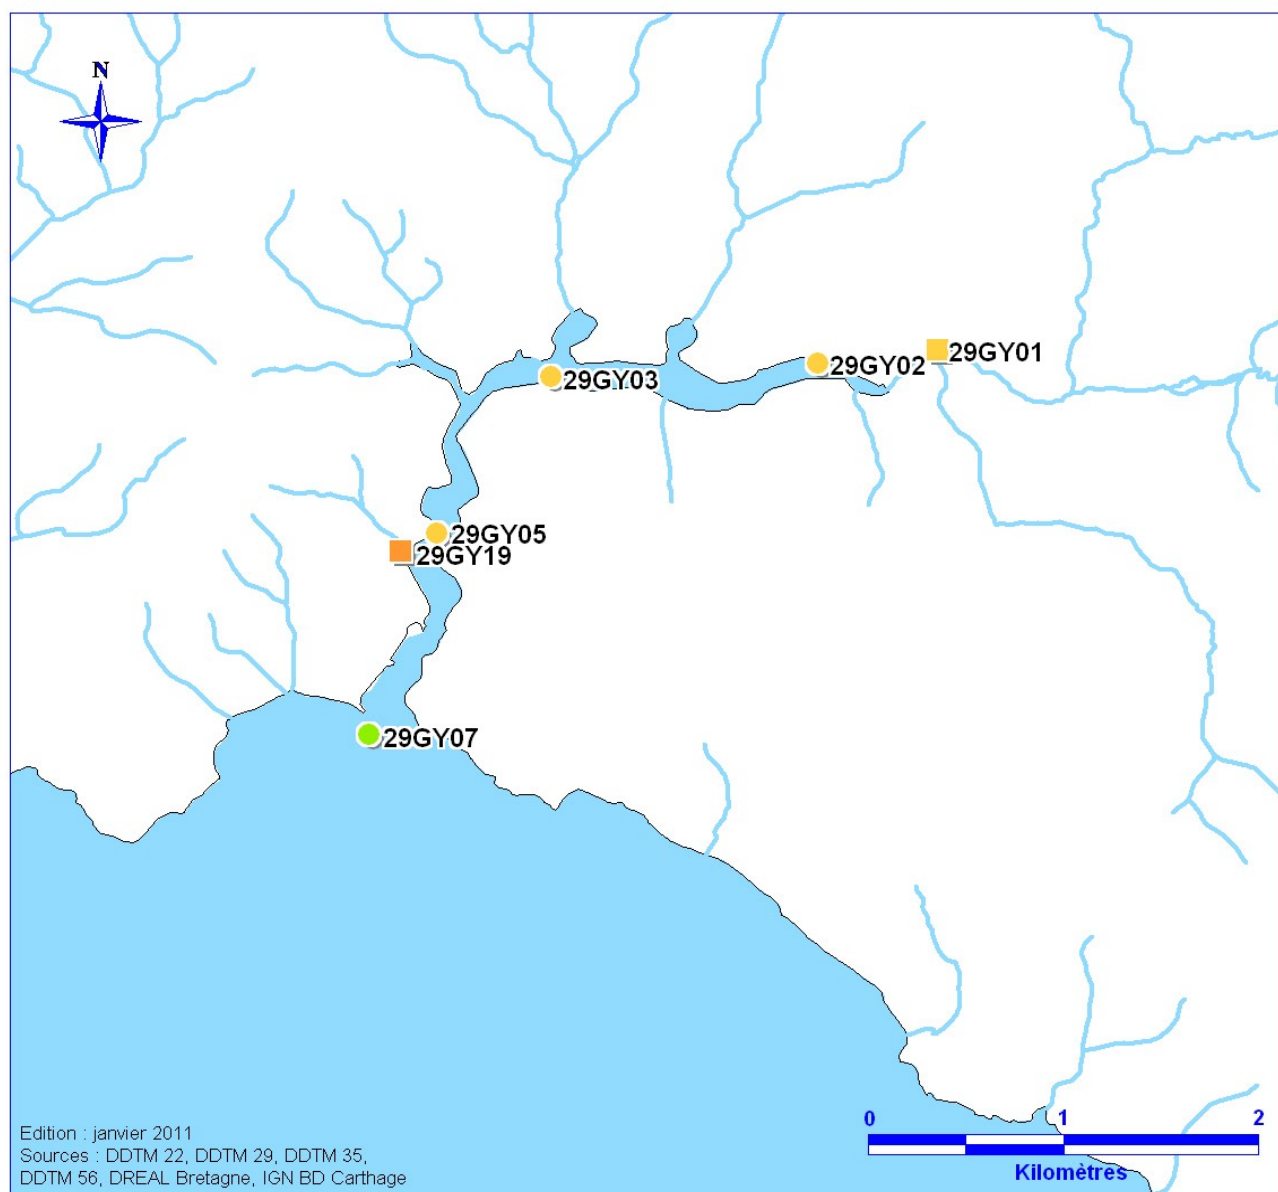 N
29GY01
29GY02
29GY03
29GY05
29GY19
29GY07
0 1 2
Kilomètres
Edition : janvier 2011
Sources : DDTM 22, DDTM 29, DDTM 35,
DDTM 56, DREAL Bretagne, IGN BD Carthage